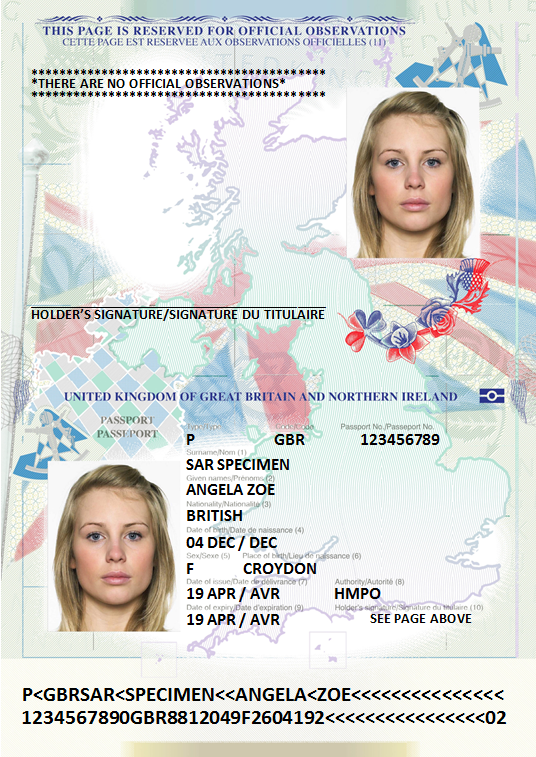 THIS PAGE IS RESERVED FOR OFFICIAL OBSERVATIONS
CETTE PAGE EST RESERVEE AUX OBSERVATIONS OFFICIELLES (11)
******************************************
*THERE ARE NO OFFICIAL OBSERVATIONS*
******************************************
HOLDER'S SIGNATURE/SIGNATURE DU TITULAIRE
UNITED KINGDOM OF GREAT BRITAIN AND NORTHERN IRELAND
PASSPORT
PASSEPORT
Type/Type Code/Code Passport No./Passeport No.
P GBR 123456789
Surname/Nom (1)
SAR SPECIMEN
Given names/Prénoms (2)
ANGELA ZOE
Nationality/Nationalité (3)
BRITISH
Date of birth/Date de naissance (4)
04 DEC / DEC
Sex/Sexe (5) Place of birth/Lieu de naissance (6)
F CROYDON
Date of issue/Date de délivrance (7) Authority/Autorité (8)
19 APR / AVR HMPO
Date of expiry/Date d'expiration (9) Holder's signature/Signature du titulaire (10)
19 APR / AVR SEE PAGE ABOVE
P<GBRSAR<SPECIMEN<<ANGELA<ZOE<<<<<<<<<<<<<<<
1234567890GBR8812049F2604192<<<<<<<<<<<<<<02